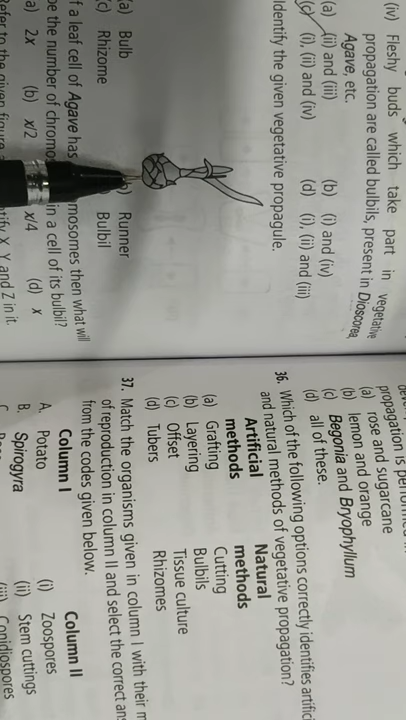 (iv) Fleshy buds which take part in vegetative
propagation are called bulbils, present in Dioscorea,
Agave, etc.
(a) (ii) and (iii) (b) (i) and (iv)
(c) (i), (ii) and (iv) (d) (i), (ii) and (iii)
Identify the given vegetative propagule.
(a) Bulb Runner
(c) Rhizome Bulbil
If a leaf cell of Agave has mosomes then what will
be the number of chromo in a cell of its bulbil?
(a) 2x (b) x/2 x/4 (d) x
Refer to the given figure tify X, Y and Z in it.
propagation is
(a) rose and sugarcane
(b) lemon and orange
(c) Begonia and Bryophyllum
(d) all of these.
36. Which of the following options correctly identifies artifici
and natural methods of vegetative propagation?
Artificial Natural
methods methods
(a) Grafting Cutting
(b) Layering Bulbils
(c) Offset Tissue culture
(d) Tubers Rhizomes
37. Match the organisms given in column I with their m
of reproduction in column II and select the correct ans
from the codes given below.
Column I Column II
A. Potato (i) Zoospores
B. Spirogyra (ii) Stem cuttings
C. (iii) Conidiospores